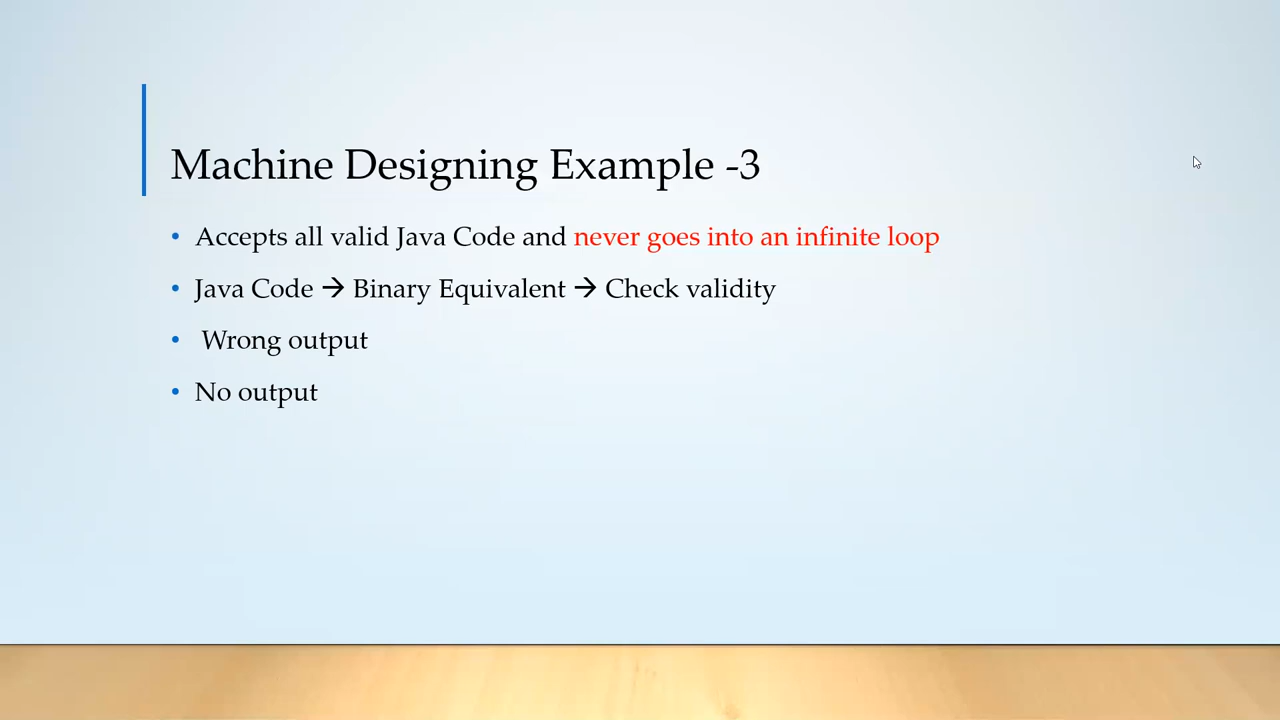 Machine Designing Example -3
• Accepts all valid Java Code and never goes into an infinite loop
• Java Code → Binary Equivalent → Check validity
• Wrong output
• No output